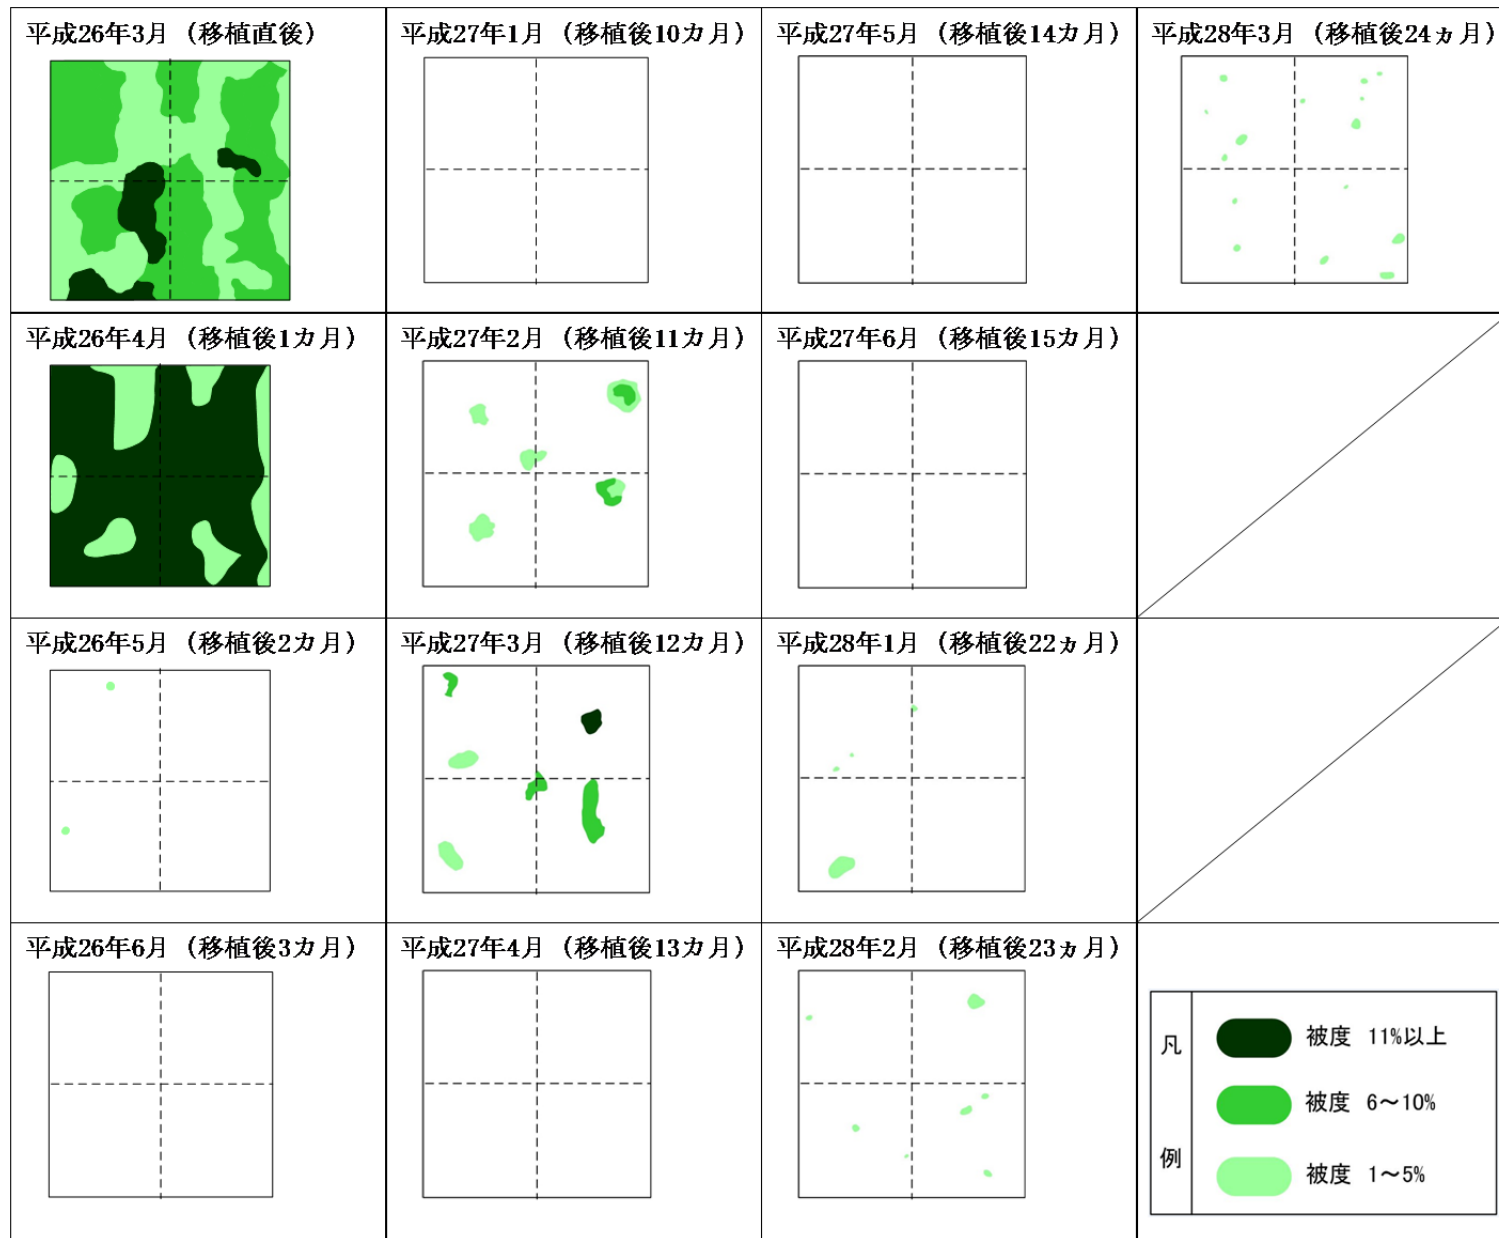 平成26年3月（移植直後）
平成27年1月（移植後10カ月）
平成27年5月（移植後14カ月）
平成28年3月（移植後24ヵ月）
平成26年4月（移植後1カ月）
平成27年2月（移植後11カ月）
平成27年6月（移植後15カ月）
平成26年5月（移植後2カ月）
平成27年3月（移植後12カ月）
平成28年1月（移植後22ヵ月）
平成26年6月（移植後3カ月）
平成27年4月（移植後13カ月）
平成28年2月（移植後23ヵ月）
凡例
被度 11%以上
被度 6～10%
被度 1～5%